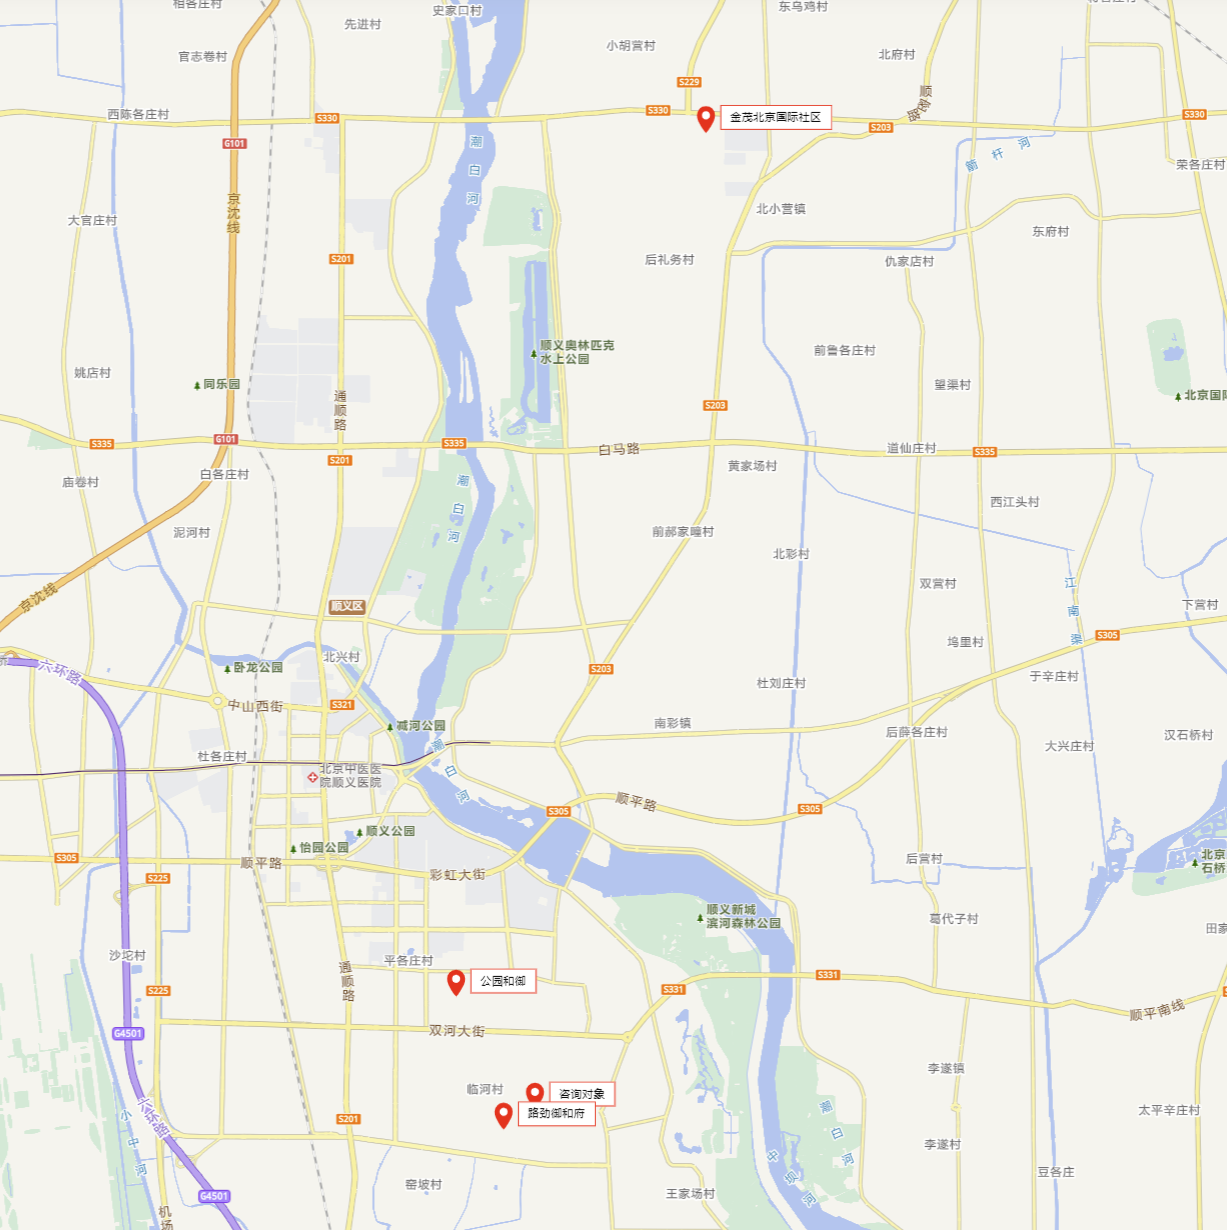 相各庄村
史家口村
东乌鸡村
先进村
小胡营村
北府村
官志卷村
S229
顺密路
西陈各庄村
S330
S330
金茂北京国际社区
S203
S330
G101
潮白河
箭杆河
荣各庄村
京沈线
北小营镇
大官庄村
东府村
S201
后礼务村
仇家店村
顺义奥林匹克
水上公园
前鲁各庄村
姚店村
同乐园
望渠村
北京国际
通顺路
S203
S335
G101
S335
白马路
道仙庄村
S335
S201
黄家场村
庙卷村
白各庄村
潮白河
西江头村
泥河村
前郝家疃村
北彩村
京沈线
双营村
江南渠
下营村
顺义区
S305
坞里村
北兴村
卧龙公园
六环路
S203
于辛庄村
杜刘庄村
中山西街
S321
减河公园
南彩镇
后薛各庄村
汉石桥村
大兴庄村
潮白河
杜各庄村
北京中医医
院顺义医院
顺平路
S305
S305
顺义公园
怡园公园
S305
顺平路
彩虹大街
后营村
北京
石桥
S225
顺义新城
滨河森林公园
葛代子村
田家
沙坨村
平各庄村
通顺路
公园和御
S331
S331
S225
顺平南线
G4501
双河大街
李遂镇
临河村
咨询对象
路劲御和府
六环路
小中河
S201
潮白河
太平辛庄村
李遂村
中坝河
豆各庄
窑坡村
王家场村
G4501
机场